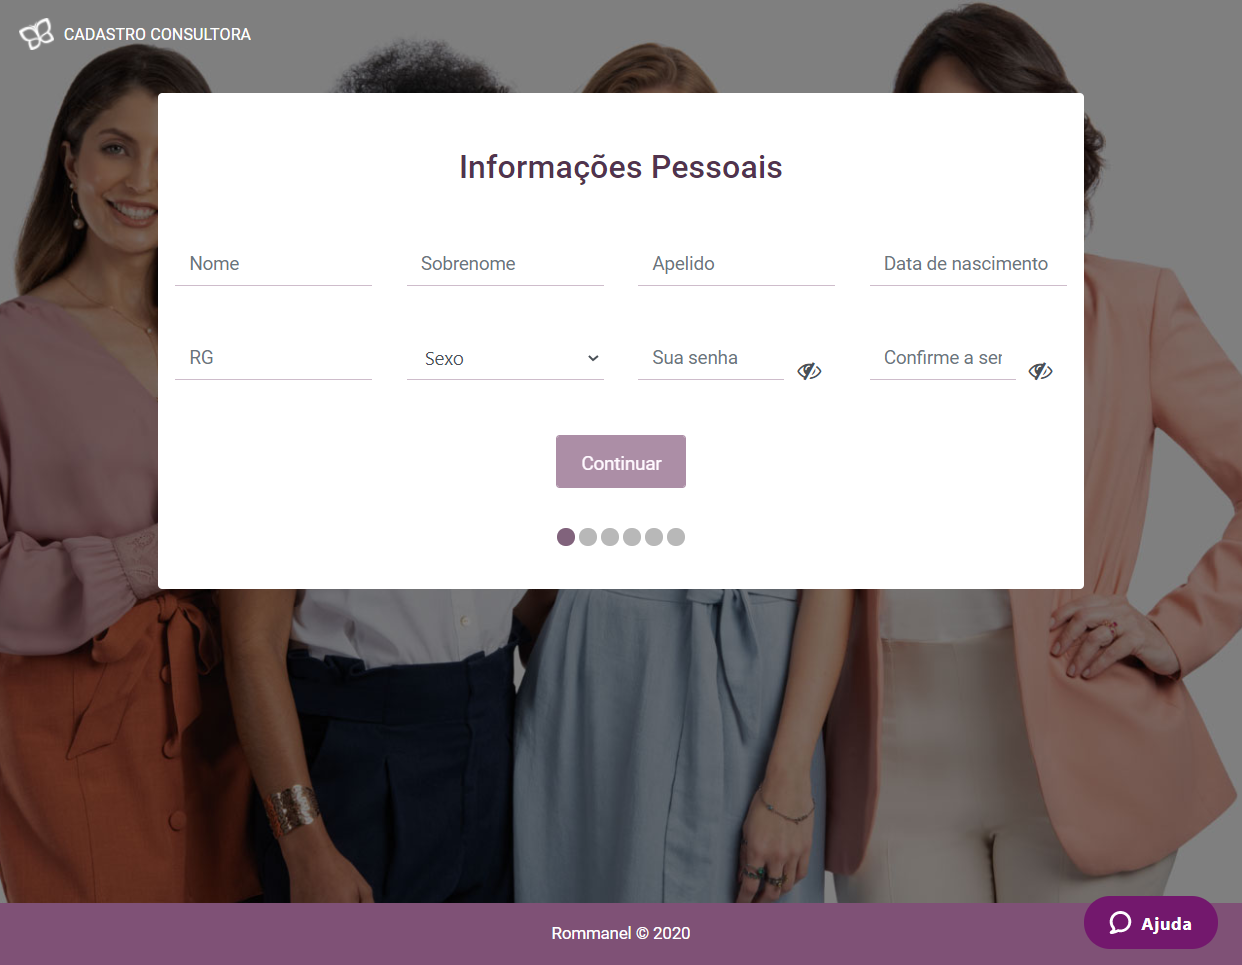 CADASTRO CONSULTORA
Informações Pessoais
Nome
Sobrenome
Apelido
Data de nascimento
RG
Sexo
Sua senha
Confirme a ser
Continuar
Rommanel © 2020
Ajuda